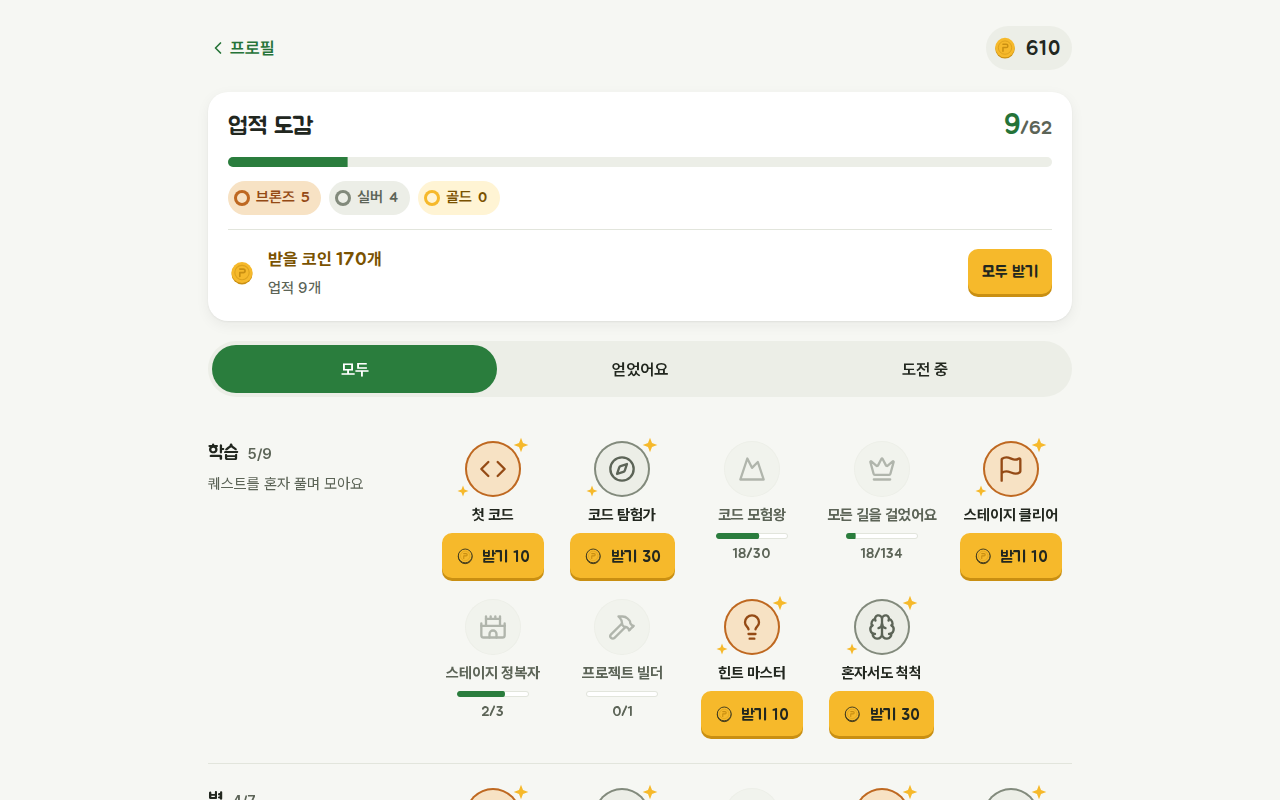 프로필
610
업적 도감
9/62
브론즈 5
실버 4
골드 0
받을 코인 170개
업적 9개
모두 받기
모두
얻었어요
도전 중
학습 5/9
퀘스트를 혼자 풀며 모아요
첫 코드
받기 10
코드 탐험가
받기 30
코드 모험왕
18/30
모든 길을 걸었어요
18/134
스테이지 클리어
받기 10
스테이지 정복자
2/3
프로젝트 빌더
0/1
힌트 마스터
받기 10
혼자서도 척척
받기 30
별 4/7